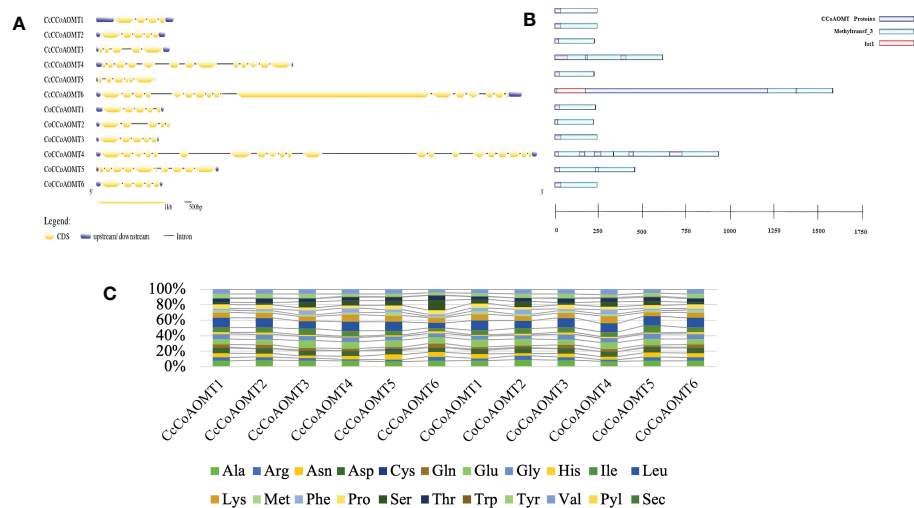 A
CcCCoAOMT1
CcCCoAOMT2
CcCCoAOMT3
CcCCoAOMT4
CcCCoAOMT5
CcCCoAOMT6
CoCCoAOMT1
CoCCoAOMT2
CoCCoAOMT3
CoCCoAOMT4
CoCCoAOMT5
CoCCoAOMT6
5'
3'
500bp
Legend:
CDS
upstream/ downstream
Intron
B
CCoAOMT Proteins
Methyltransf_3
Int1
0
250
500
750
1000
1250
1500
1750
C
100%
80%
60%
40%
20%
0%
CcCoAOMT1
CcCoAOMT2
CcCoAOMT3
CcCoAOMT4
CcCoAOMT5
CcCoAOMT6
CoCoAOMT1
CoCoAOMT2
CoCoAOMT3
CoCoAOMT4
CoCoAOMT5
CoCoAOMT6
Ala Arg Asn Asp Cys Gln Glu Gly His Ile Leu
Lys Met Phe Pro Ser Thr Trp Tyr Val Pyl Sec